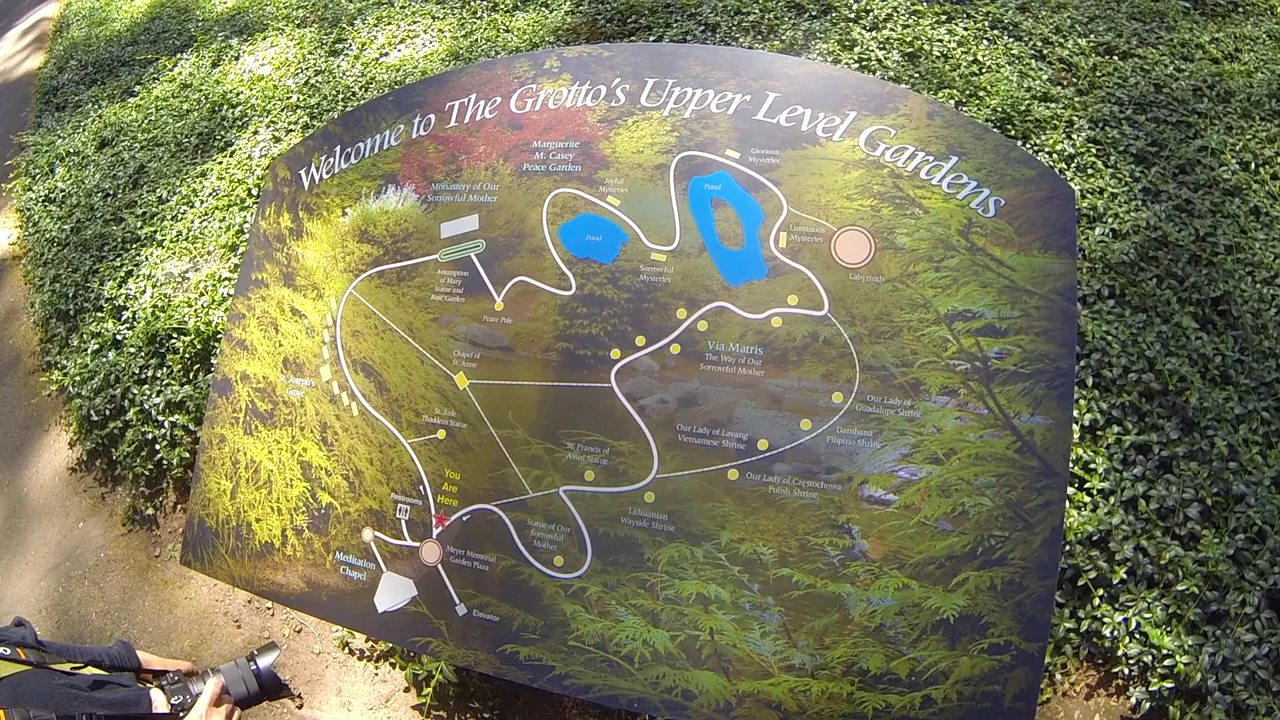 Welcome to The Grotto's Upper Level Gardens
Marguerite
M. Casey
Peace Garden
Glorious
Mysteries
Monastery of Our
Sorrowful Mother
Joyful
Mysteries
Pond
Pond
Luminous
Mysteries
Labyrinth
Sorrowful
Mysteries
Assumption
of Mary
Statue and
Rose Garden
Peace Pole
Via Matris
The Way of Our
Sorrowful Mother
Chapel of
St. Anne
St. Joseph's
Grove
St. Jude
Thaddeus Statue
Our Lady of
Guadalupe Shrine
Our Lady of Lavang
Vietnamese Shrine
Dambana
Filipino Shrine
St. Francis of
Assisi Statue
Our Lady of Częstochowa
Polish Shrine
You
Are
Here
Restrooms
Lithuanian
Wayside Shrine
Statue of Our
Sorrowful
Mother
Meditation
Chapel
Meyer Memorial
Garden Plaza
Elevator